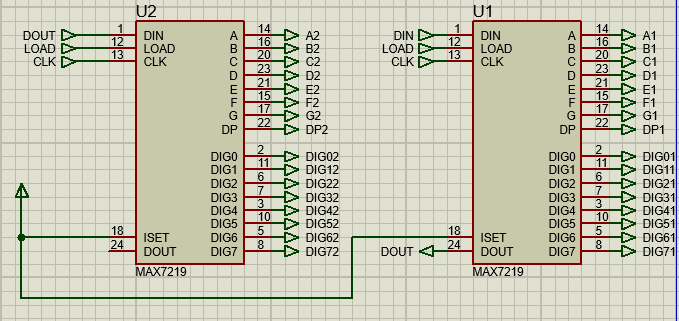 U2
DOUT 1 DIN A 14 A2
LOAD 12 LOAD B 16 B2
CLK 13 CLK C 20 C2
D 23 D2
E 21 E2
F 15 F2
G 17 G2
DP 22 DP2
DIG0 2 DIG02
DIG1 11 DIG12
DIG2 6 DIG22
DIG3 7 DIG32
DIG4 3 DIG42
DIG5 10 DIG52
18 ISET DIG6 5 DIG62
24 DOUT DIG7 8 DIG72
MAX7219
U1
DIN 1 DIN A 14 A1
LOAD 12 LOAD B 16 B1
CLK 13 CLK C 20 C1
D 23 D1
E 21 E1
F 15 F1
G 17 G1
DP 22 DP1
DIG0 2 DIG01
DIG1 11 DIG11
DIG2 6 DIG21
DIG3 7 DIG31
DIG4 3 DIG41
DIG5 10 DIG51
18 ISET DIG6 5 DIG61
DOUT 24 DOUT DIG7 8 DIG71
MAX7219